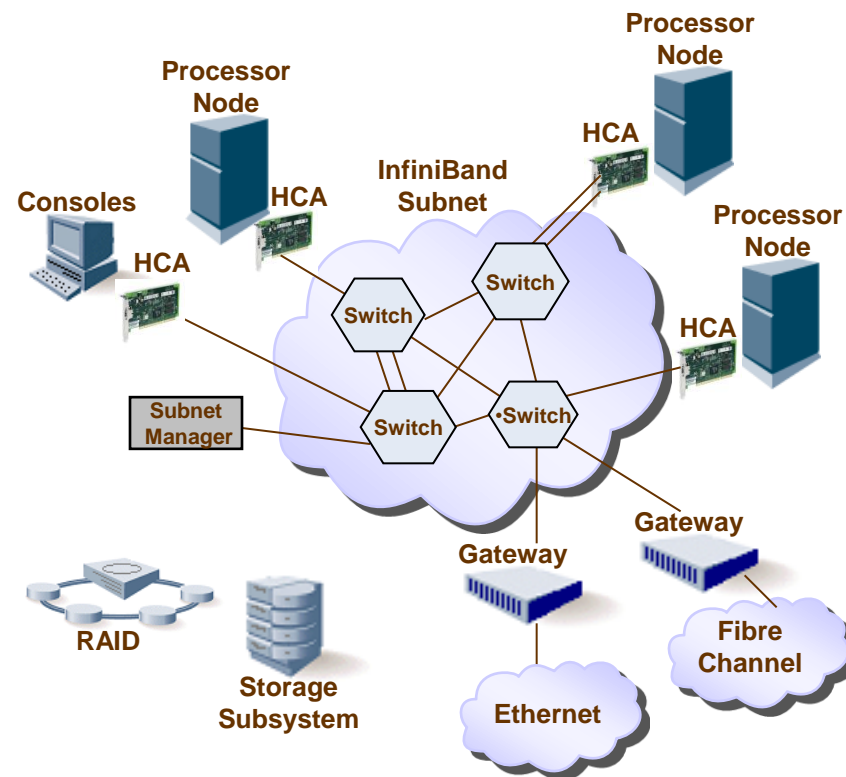 Processor
Node
HCA
Processor
Node
HCA
InfiniBand
Subnet
Consoles
HCA
Processor
Node
HCA
Switch
Switch
Switch
•Switch
Subnet
Manager
Gateway
Gateway
RAID
Storage
Subsystem
Ethernet
Fibre
Channel